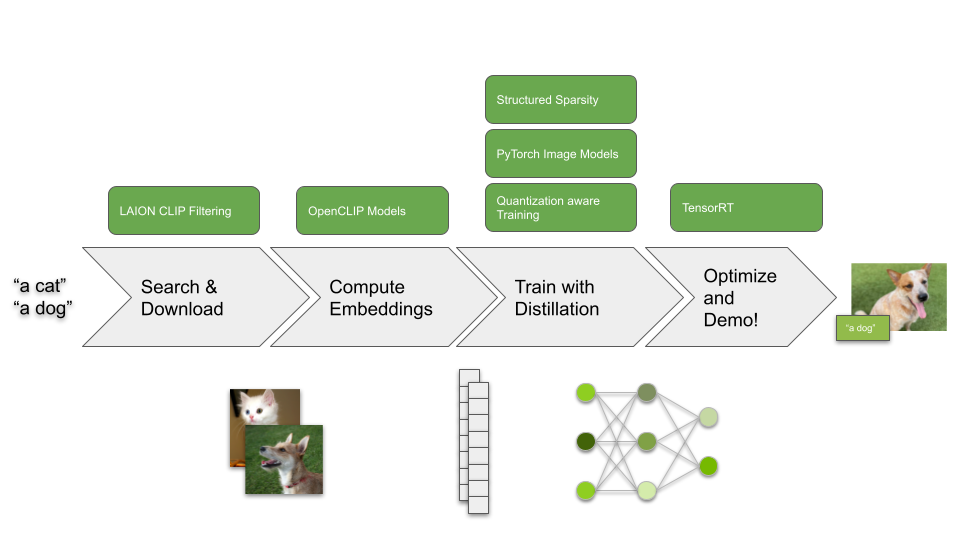 Structured Sparsity
PyTorch Image Models
LAION CLIP Filtering
OpenCLIP Models
Quantization aware
Training
TensorRT
“a cat”
“a dog”
Search &
Download
Compute
Embeddings
Train with
Distillation
Optimize
and
Demo!
“a dog”